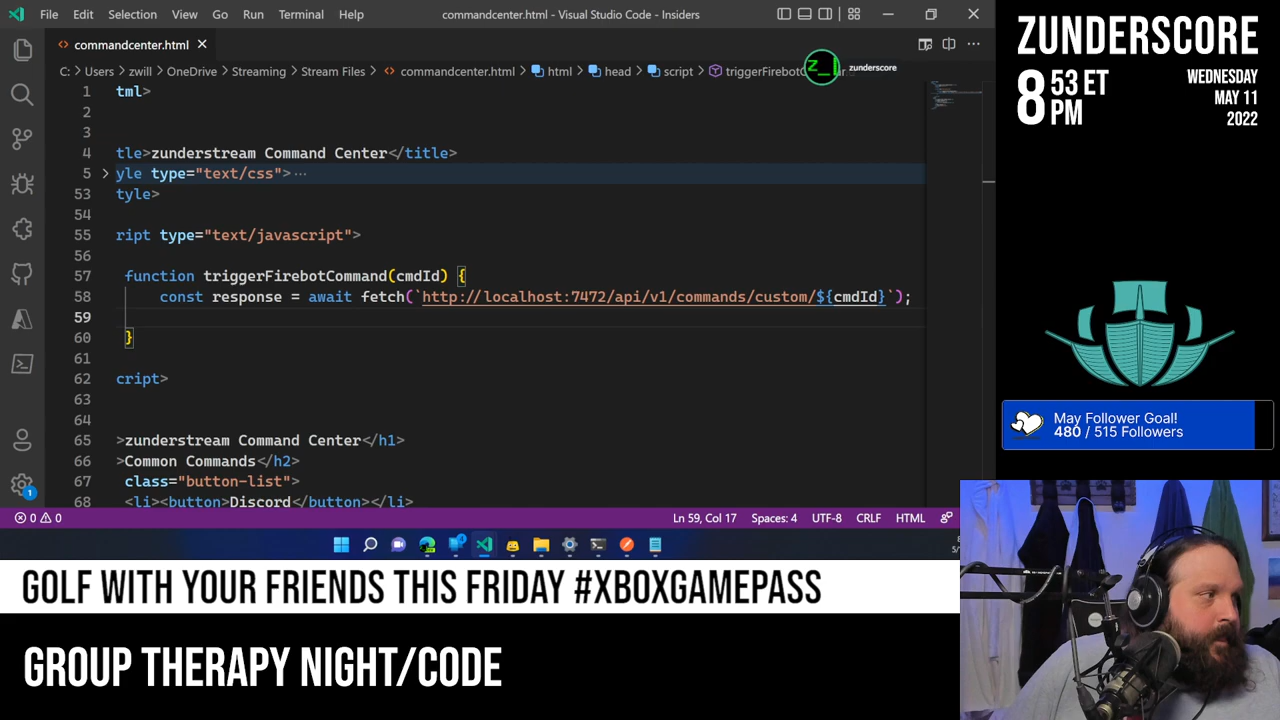 File Edit Selection View Go Run Terminal Help commandcenter.html - Visual Studio Code - Insiders
commandcenter.html
C: > Users > zwill > OneDrive > Streaming > Stream Files > commandcenter.html > html > head > script > triggerFirebotC
z_| zunderscore
1 tml>
2
3
4 tle>zunderstream Command Center</title>
5 yle type="text/css">
53 tyle>
54
55 ript type="text/javascript">
56
57 function triggerFirebotCommand(cmdId) {
58 const response = await fetch(`http://localhost:7472/api/v1/commands/custom/${cmdId}`);
59
60 }
61
62 cript>
63
64
65 >zunderstream Command Center</h1>
66 >Common Commands</h2>
67 class="button-list">
68 <li><button>Discord</button></li>
1
0 0 Ln 59, Col 17 Spaces: 4 UTF-8 CRLF HTML
ZUNDERSCORE
8 53 ET
PM
WEDNESDAY
MAY 11
2022
May Follower Goal!
480 / 515 Followers
GOLF WITH YOUR FRIENDS THIS FRIDAY #XBOXGAMEPASS
GROUP THERAPY NIGHT/CODE